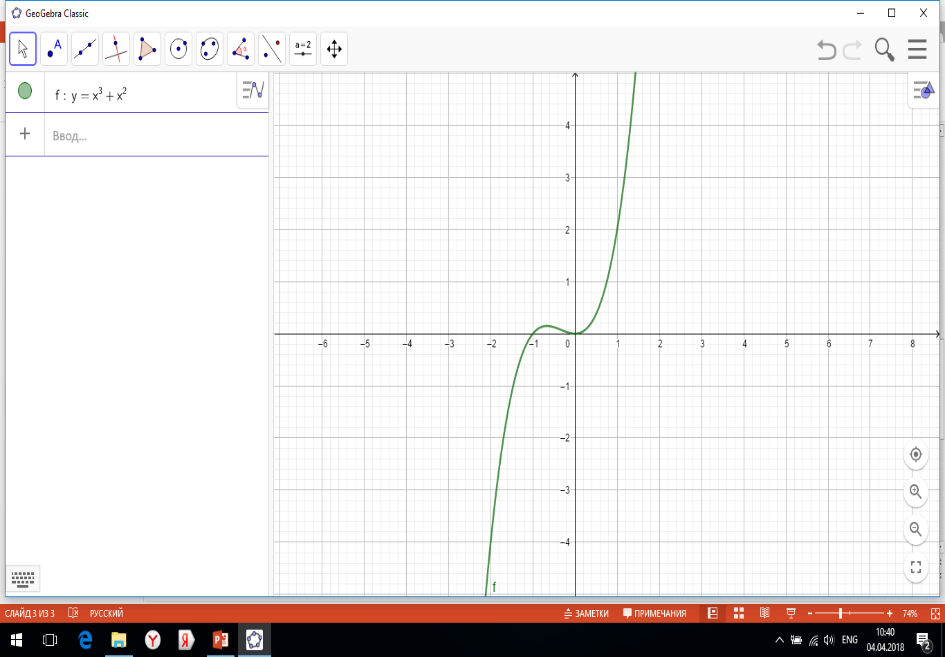 GeoGebra Classic
A
a=2
f : y = x³ + x²
Ввод...
4
3
2
1
−6 −5 −4 −3 −2 −1 0 1 2 3 4 5 6 7 8
−1
−2
−3
−4
f
СЛАЙД 3 ИЗ 3 РУССКИЙ ЗАМЕТКИ ПРИМЕЧАНИЯ 74%
10:40
ENG
04.04.2018
2